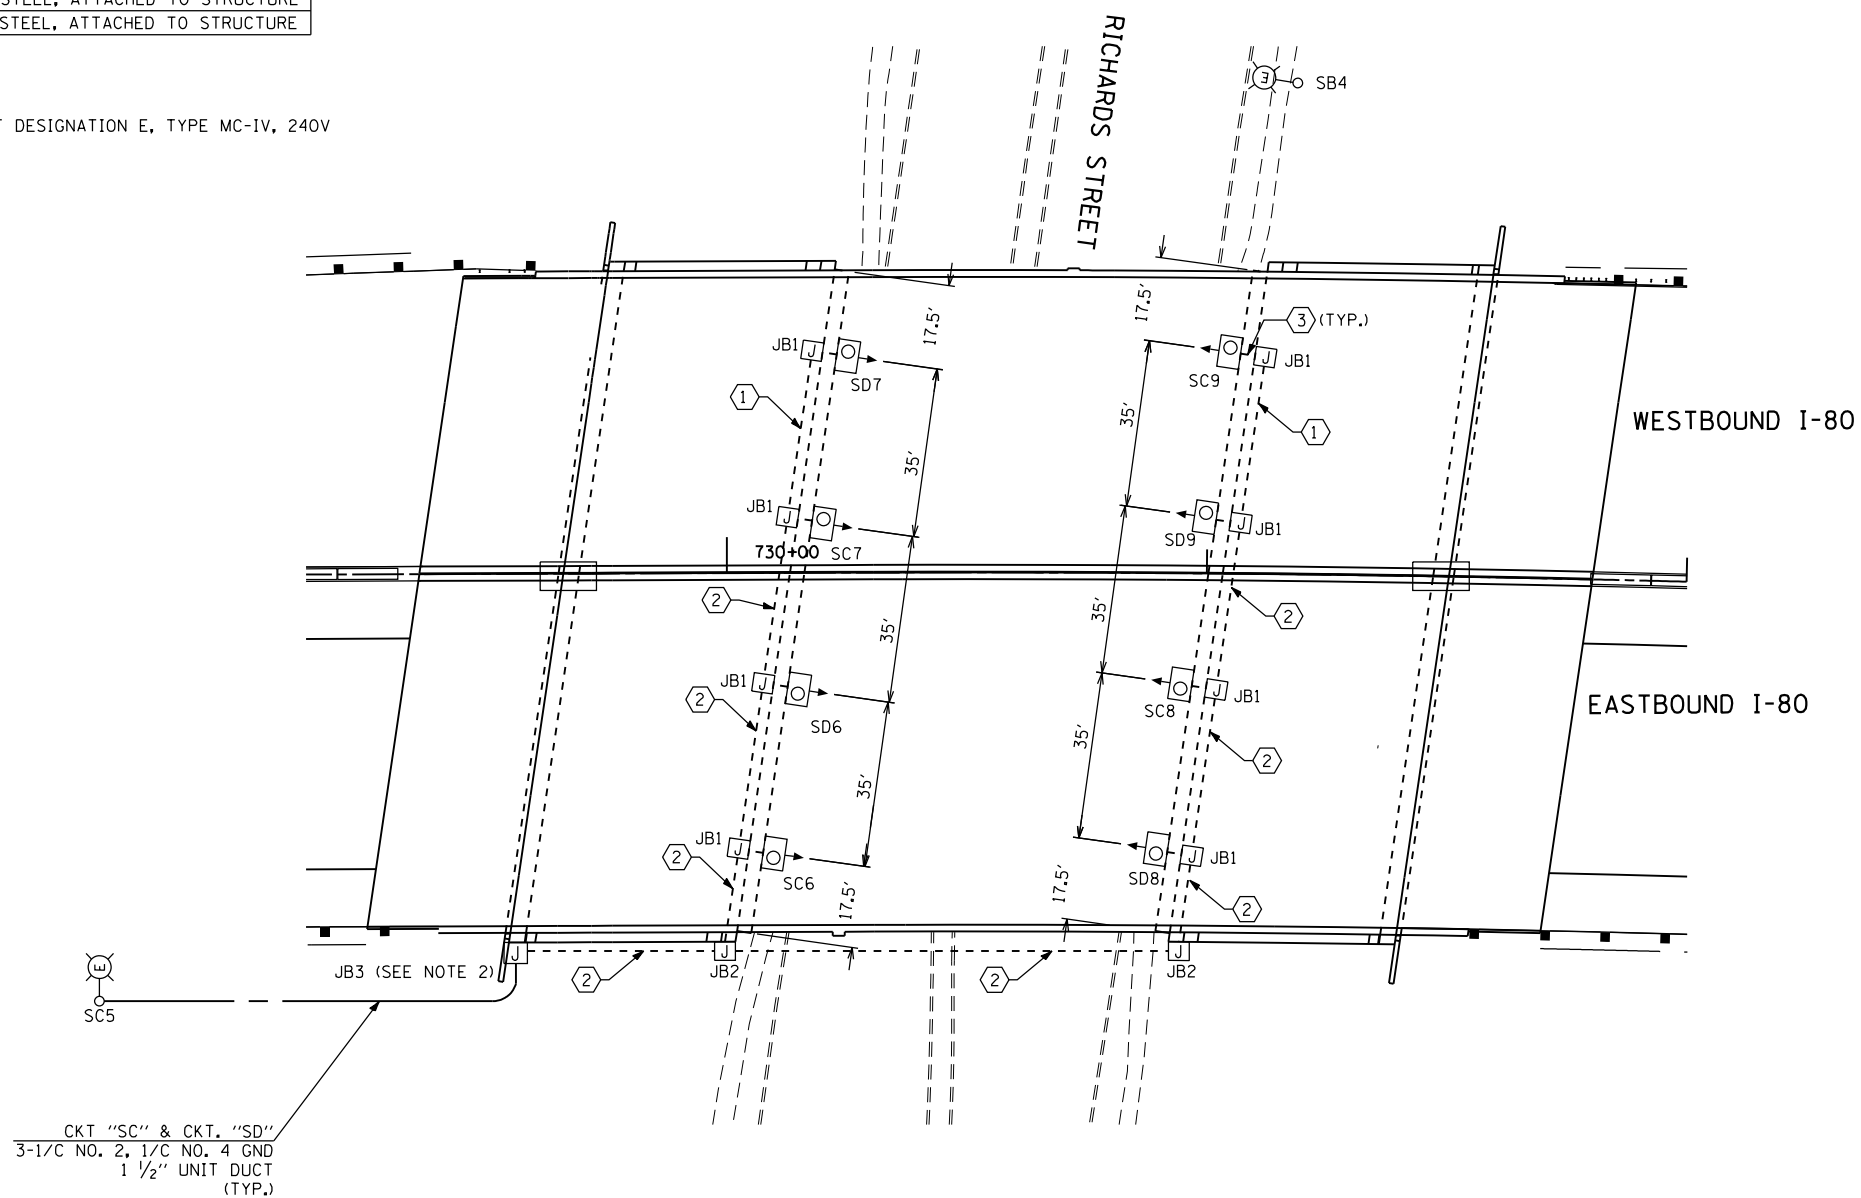 STEEL, ATTACHED TO STRUCTURE
STEEL, ATTACHED TO STRUCTURE
DESIGNATION E, TYPE MC-IV, 240V
RICHARDS STREET
E
SB4
17.5'
17.5'
3 (TYP.)
JB1
J
SD7
SC9
J
JB1
1
35'
35'
1
WESTBOUND I-80
JB1
J
730+00
SC7
SD9
J
JB1
2
35'
35'
2
JB1
J
2
SD6
SC8
J
JB1
EASTBOUND I-80
35'
35'
2
JB1
J
2
SC6
SD8
J
JB1
17.5'
17.5'
2
E
SC5
JB3 (SEE NOTE 2)
J
2
J
JB2
2
J
JB2
CKT "SC" & CKT. "SD"
3-1/C NO. 2, 1/C NO. 4 GND
1 1/2" UNIT DUCT
(TYP.)